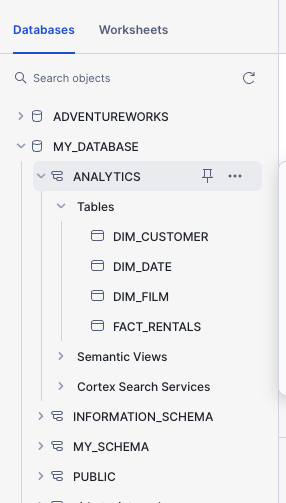 Databases Worksheets
Search objects
ADVENTUREWORKS
MY_DATABASE
ANALYTICS
Tables
DIM_CUSTOMER
DIM_DATE
DIM_FILM
FACT_RENTALS
Semantic Views
Cortex Search Services
INFORMATION_SCHEMA
MY_SCHEMA
PUBLIC